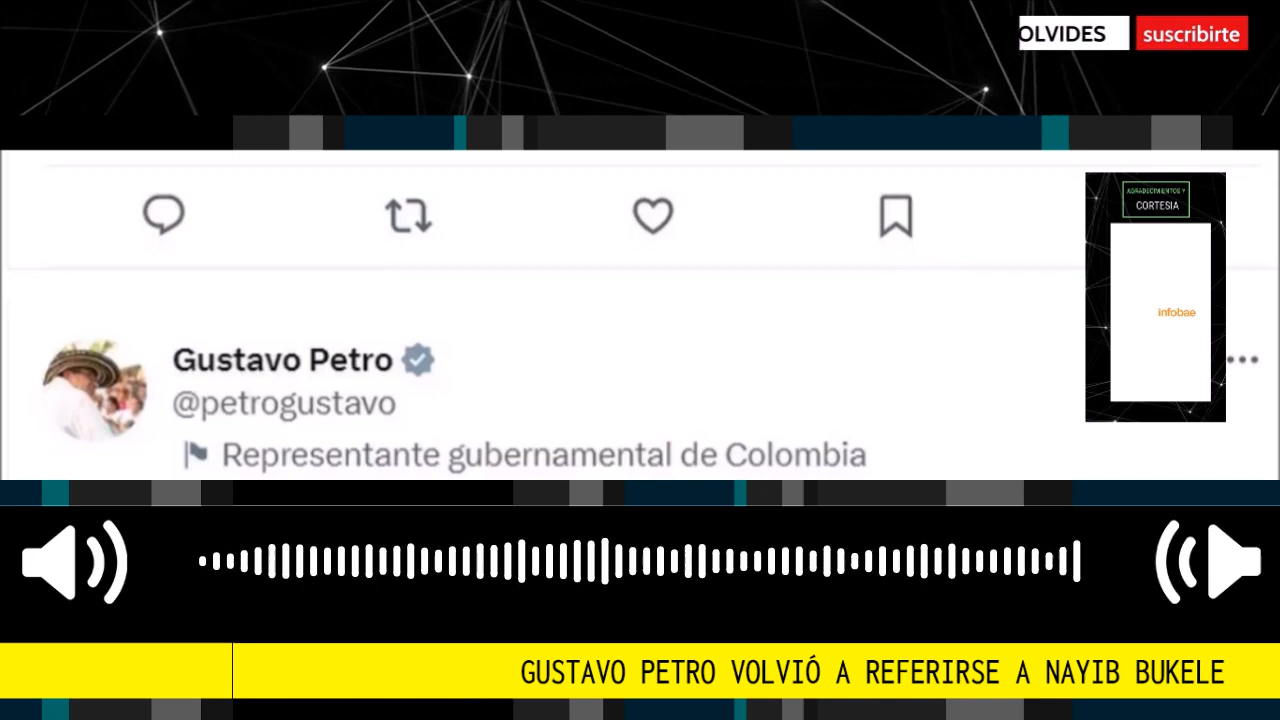 OLVIDES
suscribirte
AGRADECIMIENTOS Y
CORTESIA
infobae
Gustavo Petro
@petrogustavo
Representante gubernamental de Colombia
GUSTAVO PETRO VOLVIÓ A REFERIRSE A NAYIB BUKELE